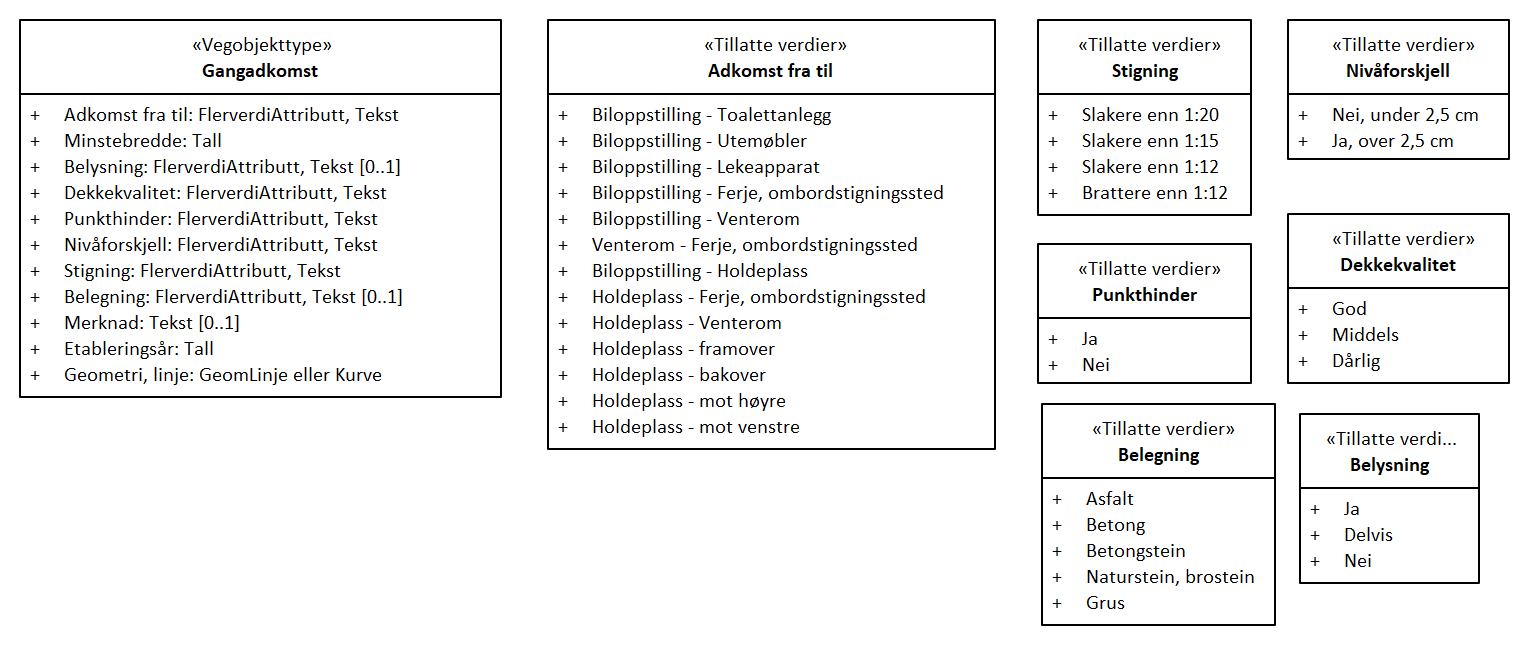 «Vegobjekttype»
Gangadkomst
+ Adkomst fra til: FlerverdiAttributt, Tekst
+ Minstebredde: Tall
+ Belysning: FlerverdiAttributt, Tekst [0..1]
+ Dekkekvalitet: FlerverdiAttributt, Tekst
+ Punkthinder: FlerverdiAttributt, Tekst
+ Nivåforskjell: FlerverdiAttributt, Tekst
+ Stigning: FlerverdiAttributt, Tekst
+ Belegning: FlerverdiAttributt, Tekst [0..1]
+ Merknad: Tekst [0..1]
+ Etableringsår: Tall
+ Geometri, linje: GeomLinje eller Kurve
«Tillatte verdier»
Adkomst fra til
+ Biloppstilling - Toalettanlegg
+ Biloppstilling - Utemøbler
+ Biloppstilling - Lekeapparat
+ Biloppstilling - Ferje, ombordstigningssted
+ Biloppstilling - Venterom
+ Venterom - Ferje, ombordstigningssted
+ Biloppstilling - Holdeplass
+ Holdeplass - Ferje, ombordstigningssted
+ Holdeplass - Venterom
+ Holdeplass - framover
+ Holdeplass - bakover
+ Holdeplass - mot høyre
+ Holdeplass - mot venstre
«Tillatte verdier»
Stigning
+ Slakere enn 1:20
+ Slakere enn 1:15
+ Slakere enn 1:12
+ Brattere enn 1:12
«Tillatte verdier»
Nivåforskjell
+ Nei, under 2,5 cm
+ Ja, over 2,5 cm
«Tillatte verdier»
Punkthinder
+ Ja
+ Nei
«Tillatte verdier»
Dekkekvalitet
+ God
+ Middels
+ Dårlig
«Tillatte verdier»
Belegning
+ Asfalt
+ Betong
+ Betongstein
+ Naturstein, brostein
+ Grus
«Tillatte verdi...
Belysning
+ Ja
+ Delvis
+ Nei